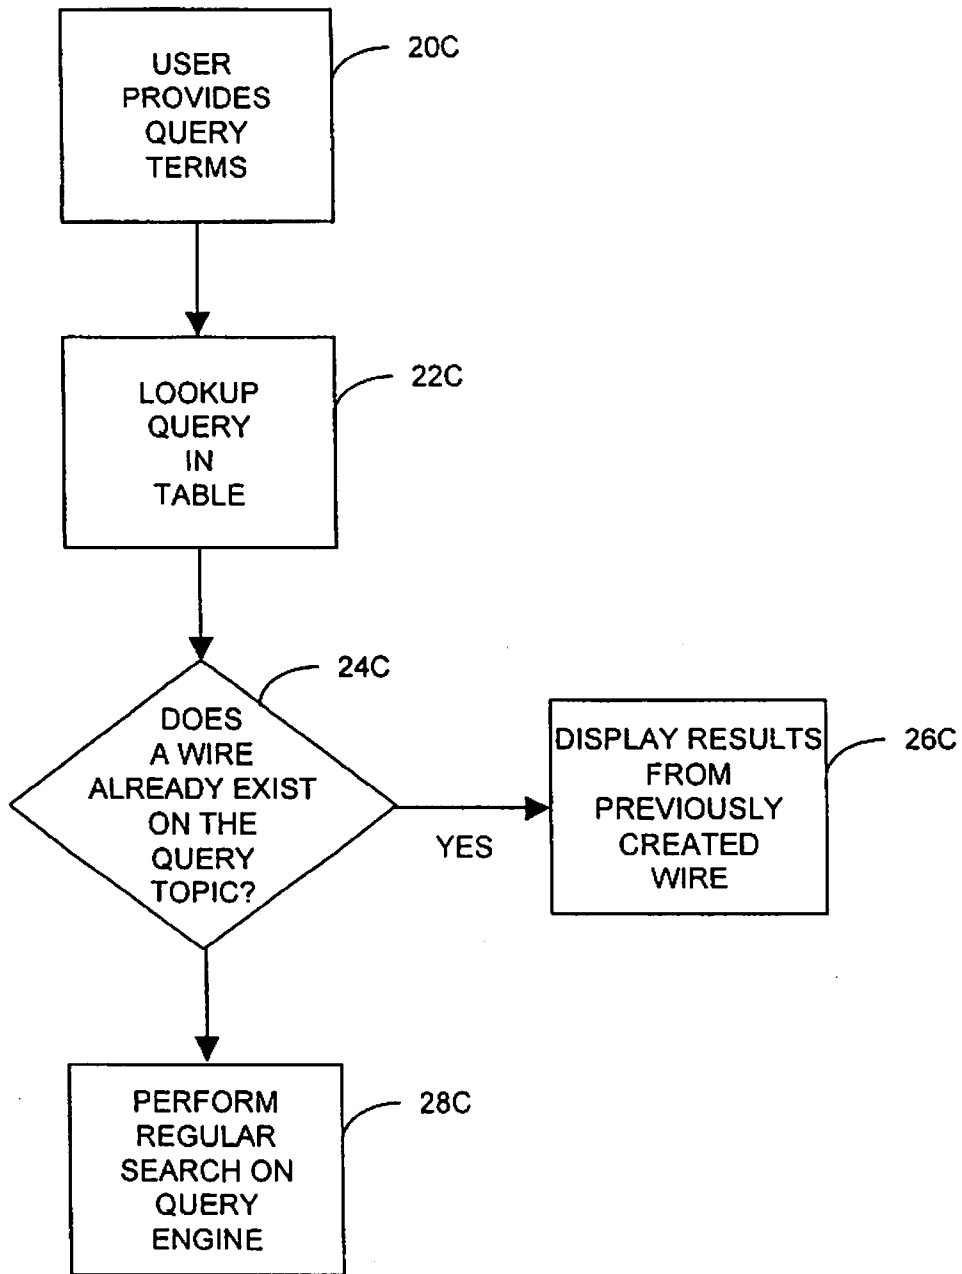 USER
PROVIDES
QUERY
TERMS
20C
LOOKUP
QUERY
IN
TABLE
22C
DOES
A WIRE
ALREADY EXIST
ON THE
QUERY
TOPIC?
24C
YES
DISPLAY RESULTS
FROM
PREVIOUSLY
CREATED
WIRE
26C
PERFORM
REGULAR
SEARCH ON
QUERY
ENGINE
28C